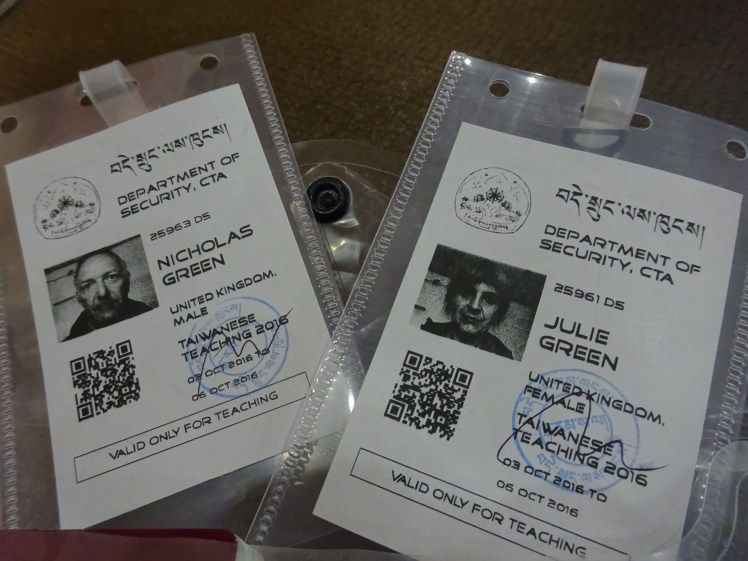 བདེ་སྲུང་ལས་ཁུངས།
DEPARTMENT OF
SECURITY, CTA
25963 DS
NICHOLAS
GREEN
UNITED KINGDOM,
MALE
TAIWANESE
TEACHING 2016
03 OCT 2016 TO
06 OCT 2016
VALID ONLY FOR TEACHING
བདེ་སྲུང་ལས་ཁུངས།
DEPARTMENT OF
SECURITY, CTA
25961 DS
JULIE
GREEN
UNITED KINGDOM,
FEMALE
TAIWANESE
TEACHING 2016
03 OCT 2016 TO
06 OCT 2016
VALID ONLY FOR TEACHING